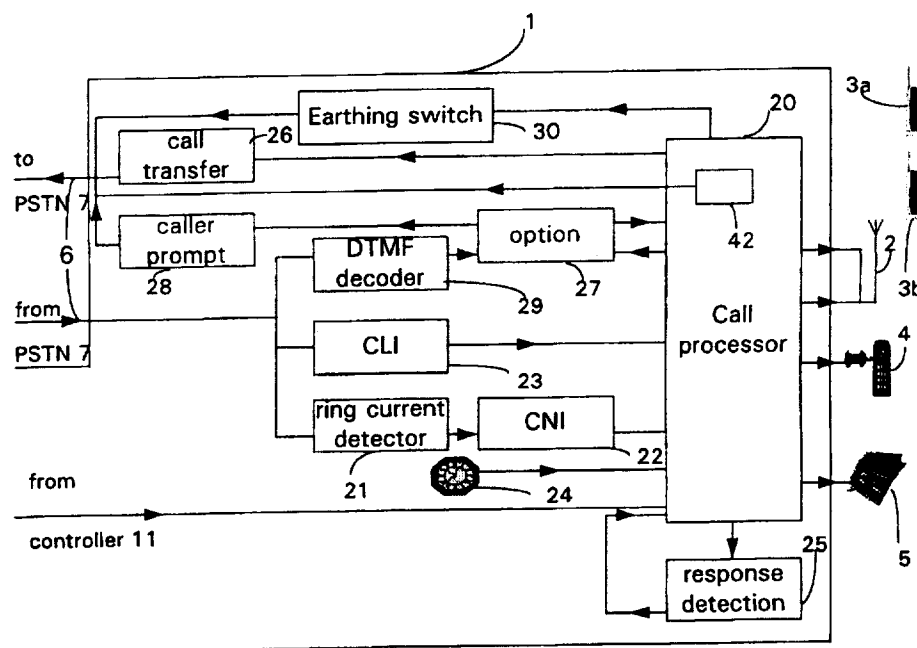 1
3a
20
Earthing switch
30
call
transfer
26
to
PSTN 7
42
caller
prompt
28
option
27
2
6
DTMF
decoder
29
3b
from
PSTN 7
Call
processor
4
CLI
23
ring current
detector
21
CNI
22
24
from
controller 11
5
25
response
detection